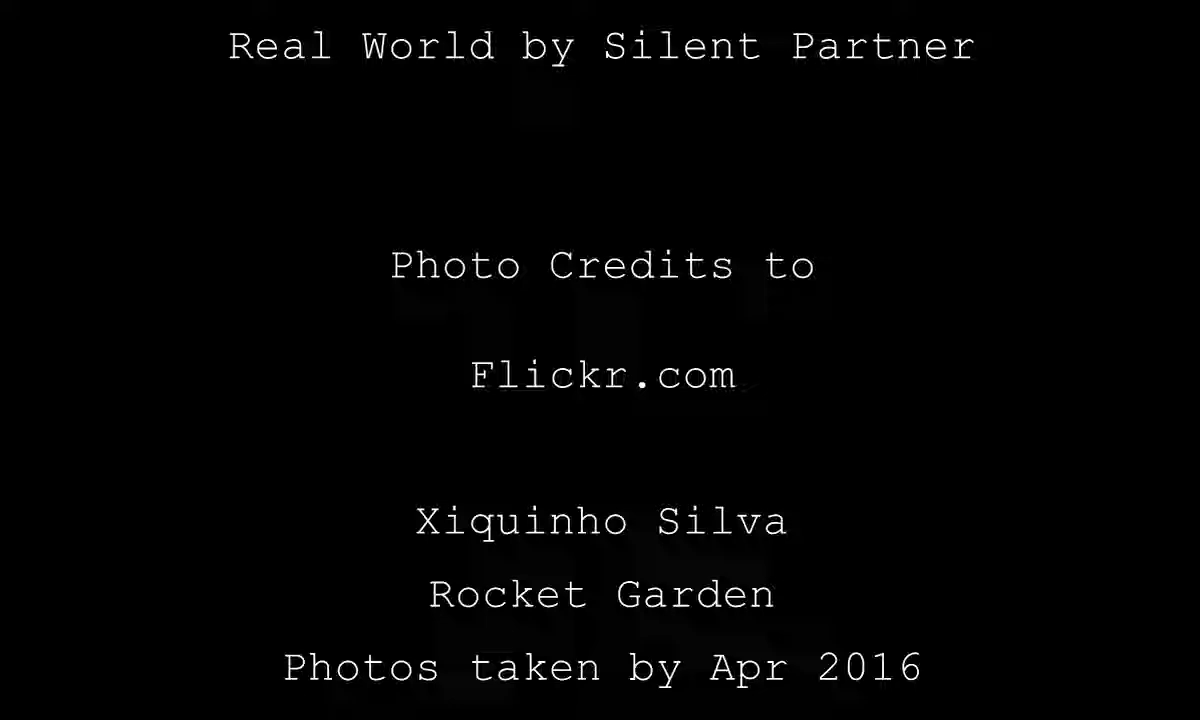 Real World by Silent Partner
Photo Credits to
Flickr.com
Xiquinho Silva
Rocket Garden
Photos taken by Apr 2016